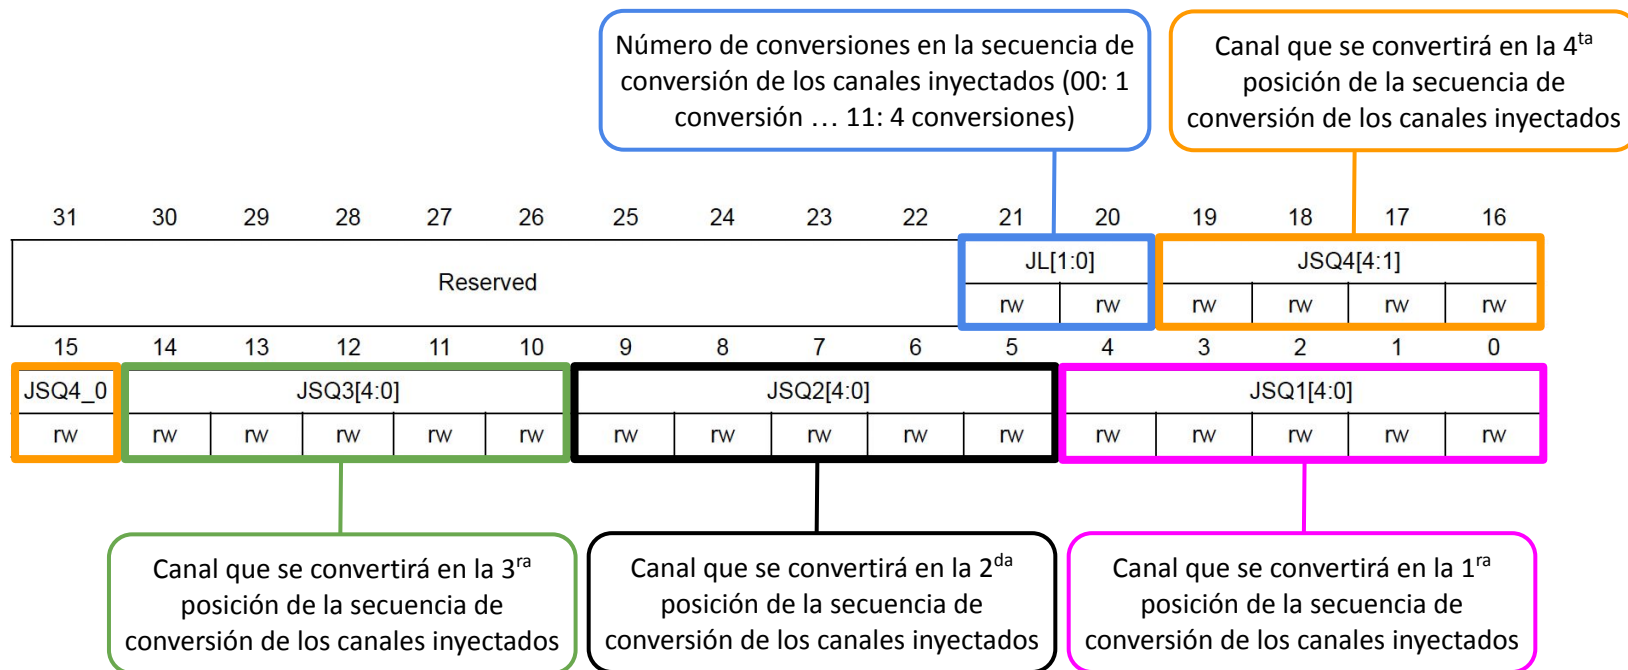 Número de conversiones en la secuencia de
conversión de los canales inyectados (00: 1
conversión … 11: 4 conversiones)
Canal que se convertirá en la 4ta
posición de la secuencia de
conversión de los canales inyectados
31 30 29 28 27 26 25 24 23 22 21 20 19 18 17 16
Reserved JL[1:0] JSQ4[4:1]
rw rw rw rw rw rw
15 14 13 12 11 10 9 8 7 6 5 4 3 2 1 0
JSQ4_0 JSQ3[4:0] JSQ2[4:0] JSQ1[4:0]
rw rw rw rw rw rw rw rw rw rw rw rw rw rw rw rw
Canal que se convertirá en la 3ra
posición de la secuencia de
conversión de los canales inyectados
Canal que se convertirá en la 2da
posición de la secuencia de
conversión de los canales inyectados
Canal que se convertirá en la 1ra
posición de la secuencia de
conversión de los canales inyectados